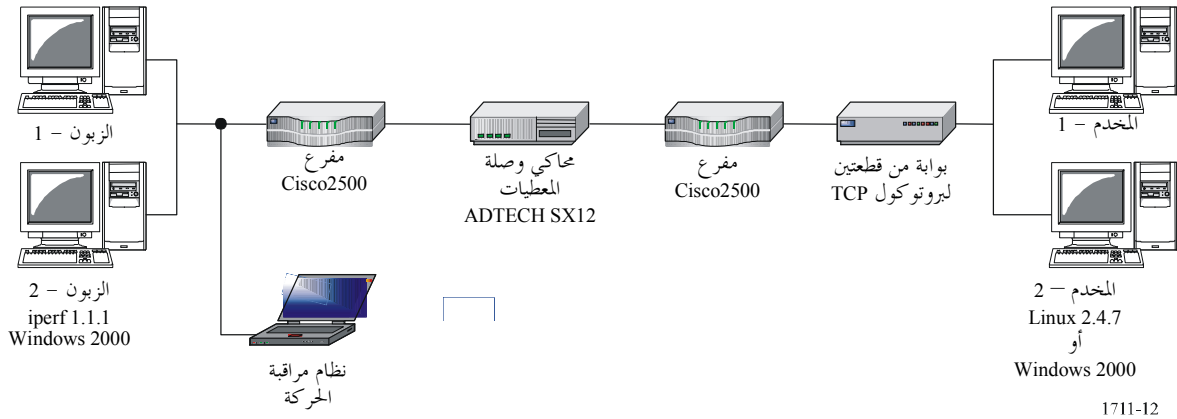 الزبون – 1
الزبون – 2
iperf 1.1.1
Windows 2000
مفرع
Cisco2500
نظام مراقبة
الحركة
محاكي وصلة
المعطيات
ADTECH SX12
مفرع
Cisco2500
بوابة من قطعتين
لبروتوكول TCP
المخدم – 1
المخدم – 2
Linux 2.4.7
أو
Windows 2000
1711-12